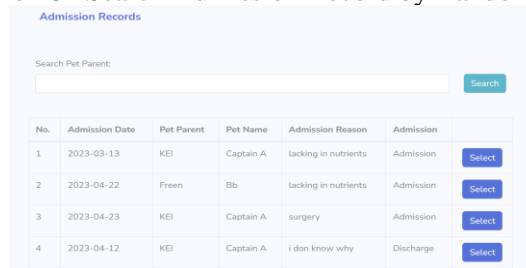 Admission Records
Search Pet Parent:
Search
No. Admission Date Pet Parent Pet Name Admission Reason Admission
1 2023-03-13 KEI Captain A lacking in nutrients Admission Select
2 2023-04-22 Freen Bb lacking in nutrients Admission Select
3 2023-04-23 KEI Captain A surgery Admission Select
4 2023-04-12 KEI Captain A i don know why Discharge Select